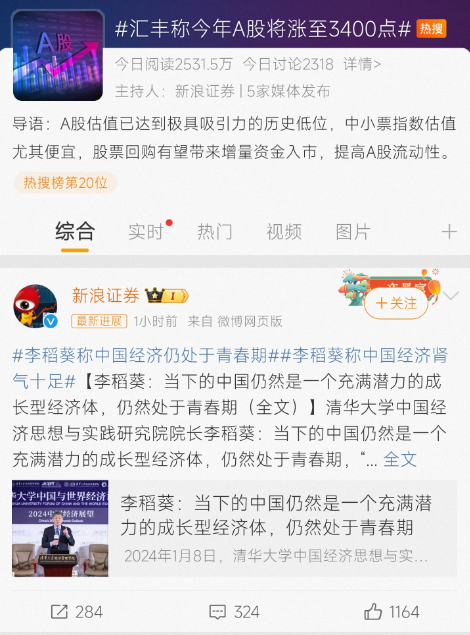 A股
#汇丰称今年A股将涨至3400点# 热搜
今日阅读2531.5万 今日讨论2318 详情>
主持人：新浪证券 | 5家媒体发布
导语：A股估值已达到极具吸引力的历史低位，中小票指数估值
尤其便宜，股票回购有望带来增量资金入市，提高A股流动性。
热搜榜第20位
综合 实时 热门 视频 图片
新浪证券 I
+关注
最新进展 1小时前 来自 微博网页版
#李稻葵称中国经济仍处于青春期##李稻葵称中国经济肾
气十足#【李稻葵：当下的中国仍然是一个充满潜力的成
长型经济体，仍然处于青春期（全文）】清华大学中国经
济思想与实践研究院院长李稻葵：当下的中国仍然是一个
充满潜力的成长型经济体，仍然处于青春期，“... 全文
华大学中国与世界经济
2024中国经济展望
李稻葵：当下的中国仍然是一个充满潜
力的成长型经济体，仍然处于青春期
2024年1月8日，清华大学中国经济思想与实...
284 324 1164